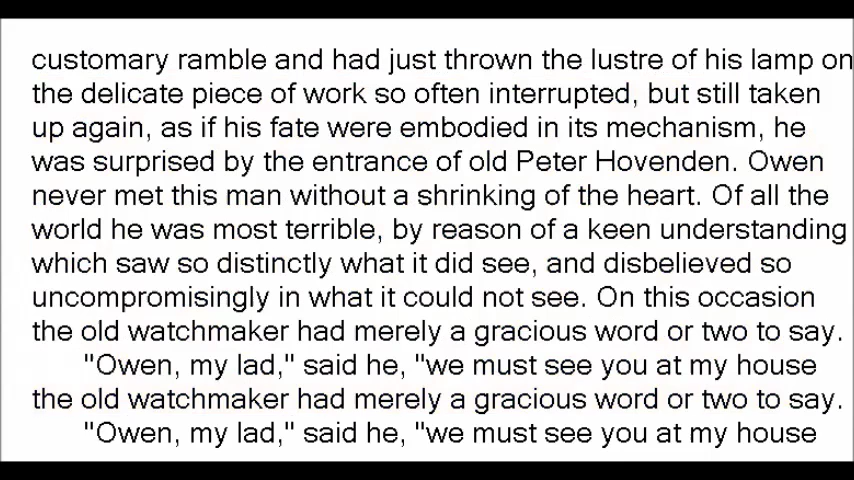 customary ramble and had just thrown the lustre of his lamp on
the delicate piece of work so often interrupted, but still taken
up again, as if his fate were embodied in its mechanism, he
was surprised by the entrance of old Peter Hovenden. Owen
never met this man without a shrinking of the heart. Of all the
world he was most terrible, by reason of a keen understanding
which saw so distinctly what it did see, and disbelieved so
uncompromisingly in what it could not see. On this occasion
the old watchmaker had merely a gracious word or two to say.
"Owen, my lad," said he, "we must see you at my house
the old watchmaker had merely a gracious word or two to say.
"Owen, my lad," said he, "we must see you at my house